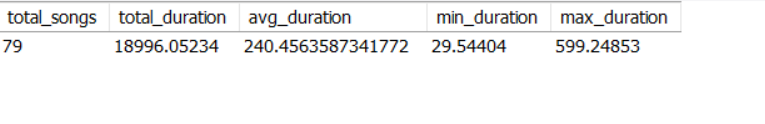 total_songs total_duration avg_duration min_duration max_duration
79 18996.05234 240.4563587341772 29.54404 599.24853